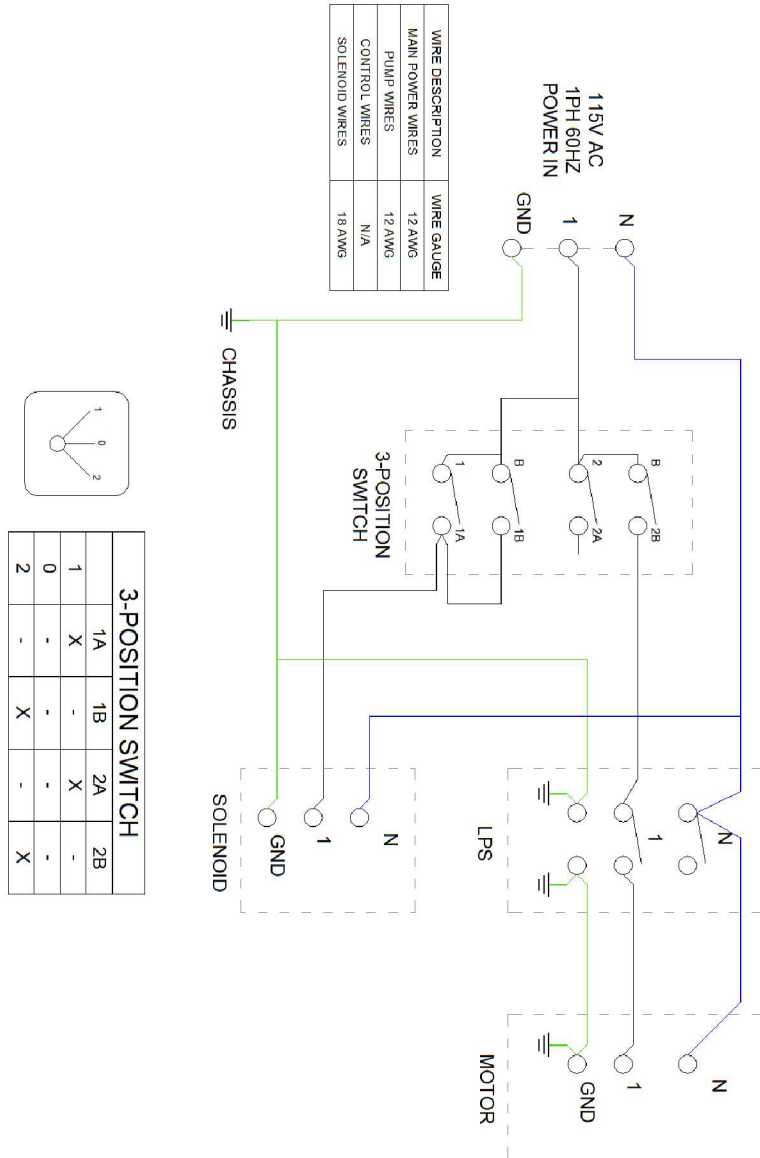 115V AC
1PH 60HZ
POWER IN
N
1
GND
CHASSIS
3-POSITION
SWITCH
B
2B
2
2A
B
1B
1
1A
LPS
N
1
MOTOR
N
1
GND
SOLENOID
N
1
GND
WIRE DESCRIPTION WIRE GAUGE
MAIN POWER WIRES 12 AWG
PUMP WIRES 12 AWG
CONTROL WIRES N/A
SOLENOID WIRES 18 AWG
1
0
2
3-POSITION SWITCH
1A 1B 2A 2B
1 X - X -
0 - - - -
2 - X - X